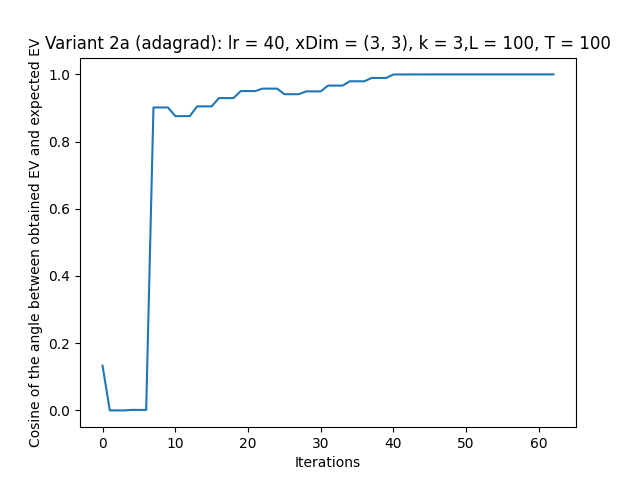 Variant 2a (adagrad): lr = 40, xDim = (3, 3), k = 3,L = 100, T = 100
Cosine of the angle between obtained EV and expected EV
1.0
0.8
0.6
0.4
0.2
0.0
0 10 20 30 40 50 60
Iterations